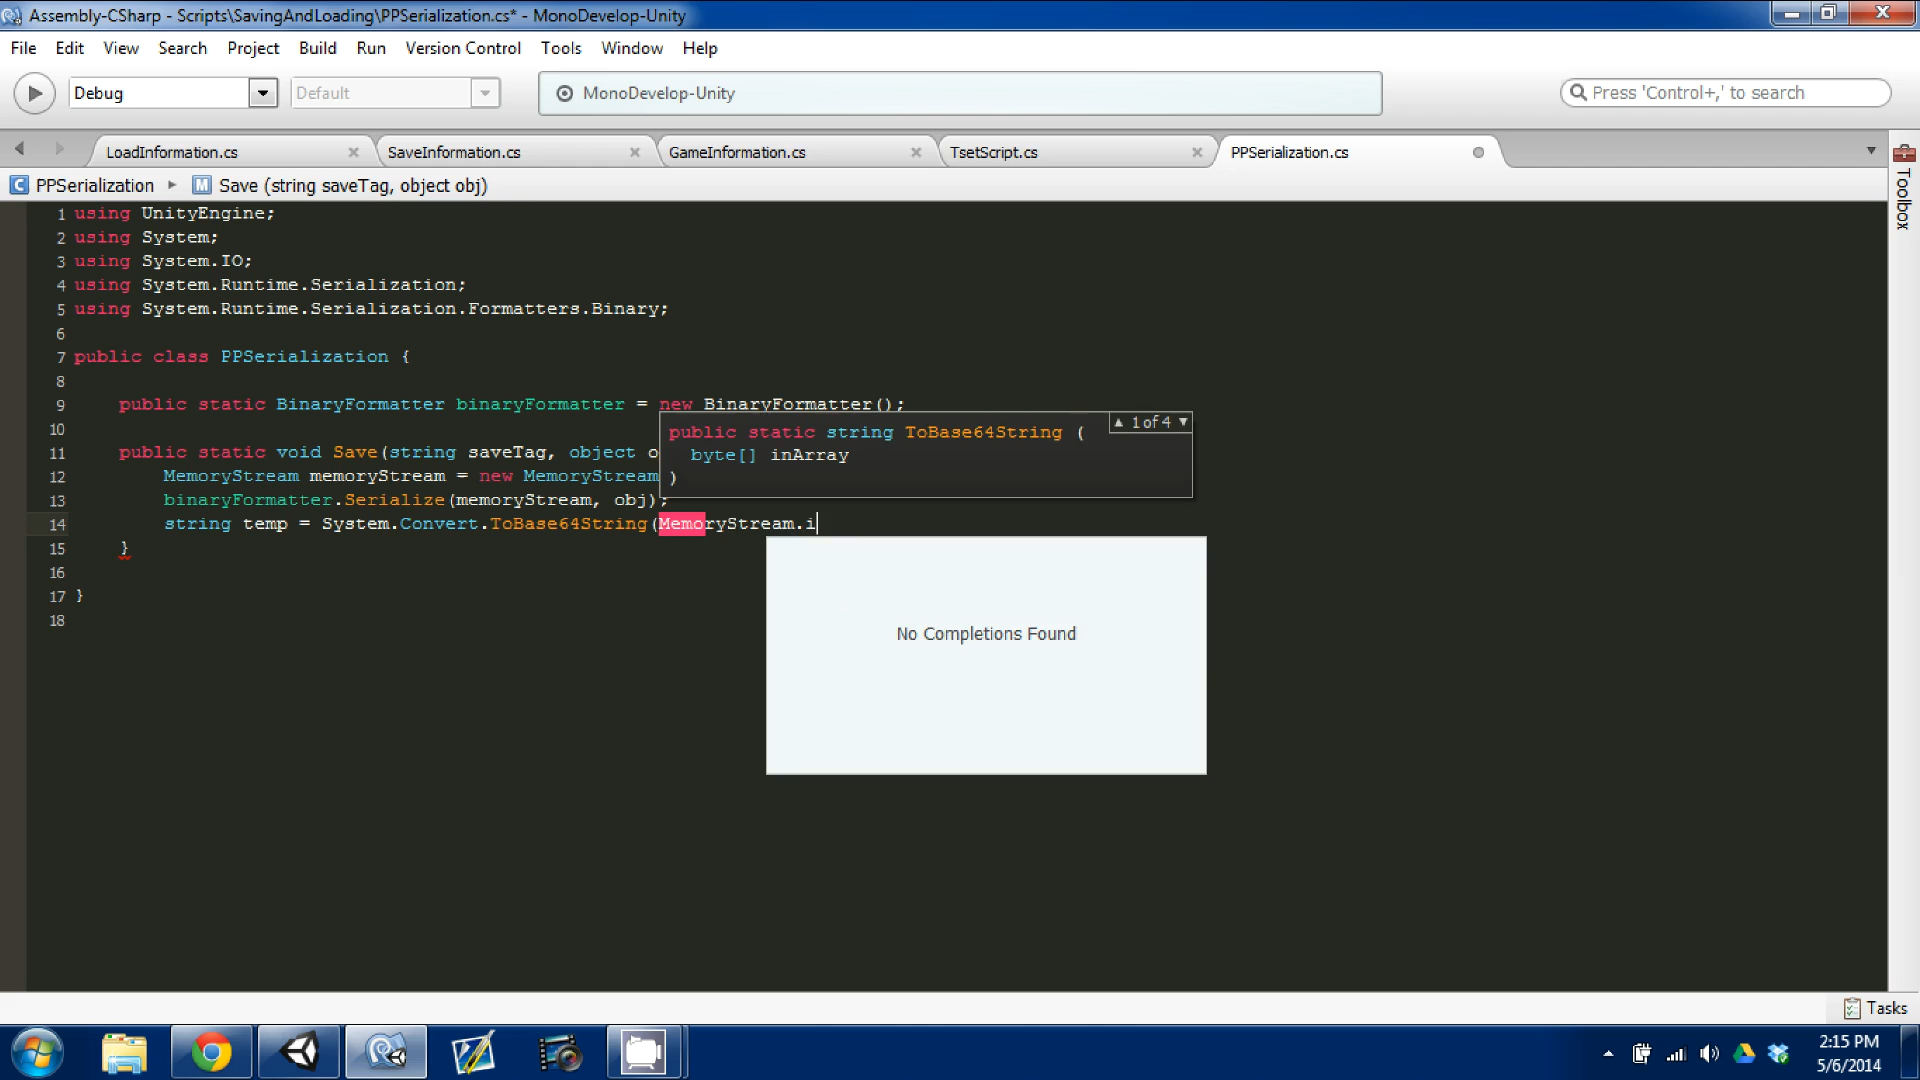 Assembly-CSharp - Scripts\SavingAndLoading\PPSerialization.cs* - MonoDevelop-Unity
File Edit View Search Project Build Run Version Control Tools Window Help
Debug Default MonoDevelop-Unity Press 'Control+,' to search
LoadInformation.cs SaveInformation.cs GameInformation.cs TsetScript.cs PPSerialization.cs
C PPSerialization M Save (string saveTag, object obj)
Toolbox
1 using UnityEngine;
2 using System;
3 using System.IO;
4 using System.Runtime.Serialization;
5 using System.Runtime.Serialization.Formatters.Binary;
6
7 public class PPSerialization {
8
9 public static BinaryFormatter binaryFormatter = new BinaryFormatter();
10
11 public static void Save(string saveTag, object o
12 MemoryStream memoryStream = new MemoryStream
13 binaryFormatter.Serialize(memoryStream, obj);
14 string temp = System.Convert.ToBase64String(MemoryStream.i
15 }
16
17 }
18
1 of 4
public static string ToBase64String (
byte[] inArray
)
No Completions Found
Tasks
2:15 PM
5/6/2014